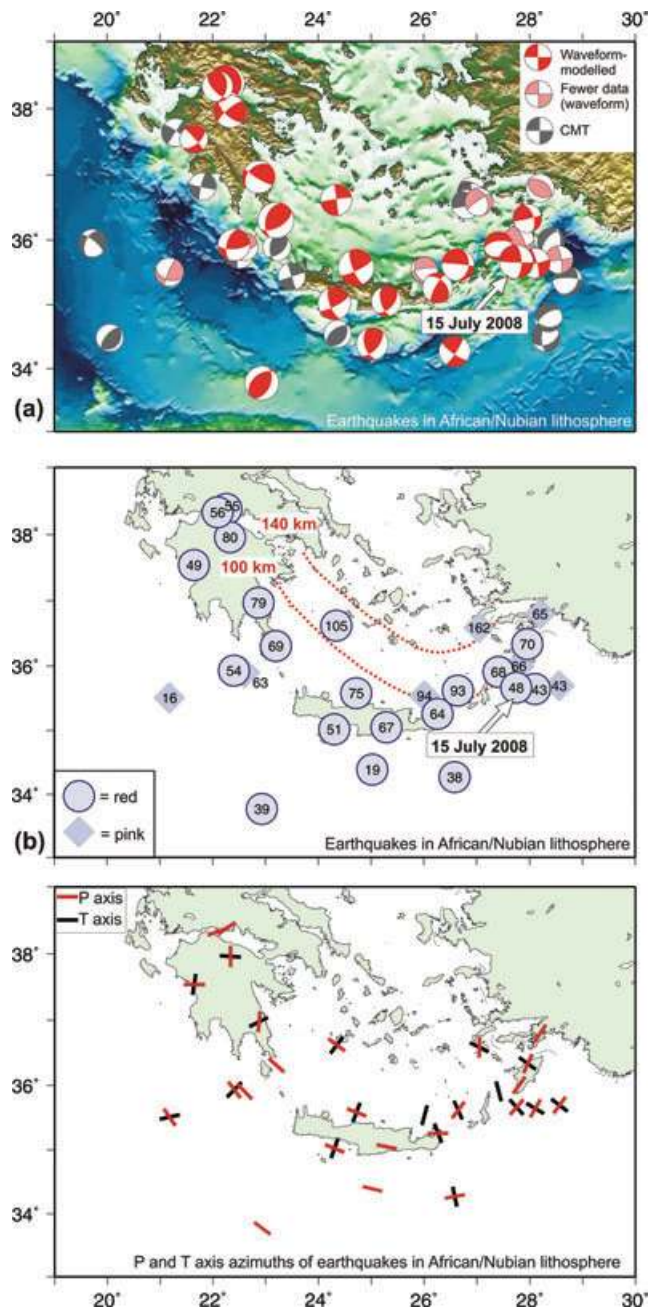 20° 22° 24° 26° 28° 30°
Waveform-
modelled
Fewer data
(waveform)
CMT
38°
36°
34°
15 July 2008
(a)
Earthquakes in African/Nubian lithosphere
38°
36°
34°
55
56
140 km
80
49
100 km
79
105
162
65
69
70
54
63
68
66
16
75
94
93
48
43
43
64
51
67
15 July 2008
19
38
39
= red
= pink
(b)
Earthquakes in African/Nubian lithosphere
P axis
T axis
38°
36°
34°
P and T axis azimuths of earthquakes in African/Nubian lithosphere
20° 22° 24° 26° 28° 30°